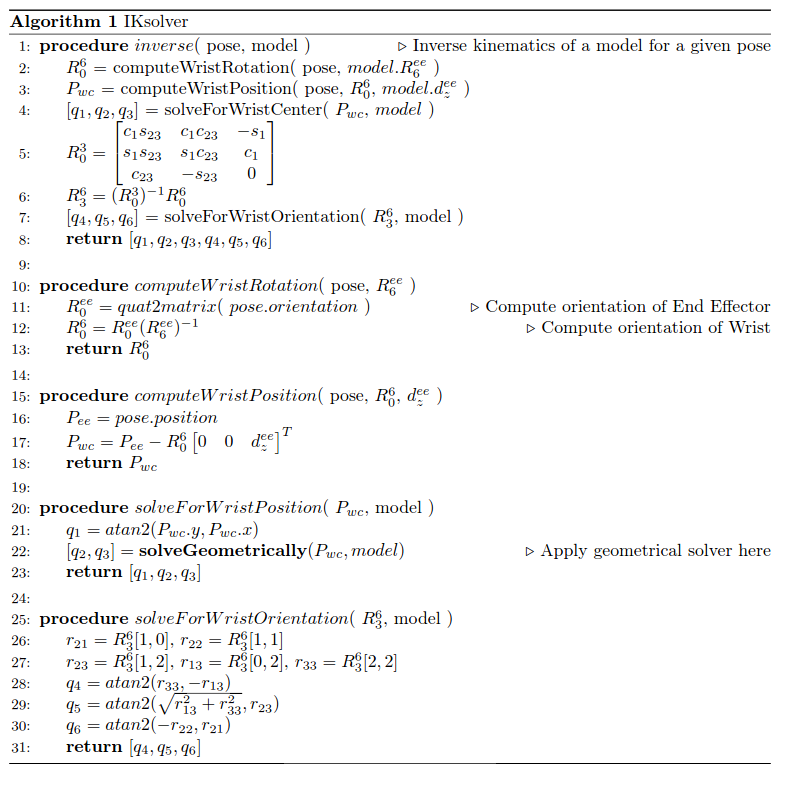 Algorithm 1 IKsolver
1: procedure inverse( pose, model ) ▷ Inverse kinematics of a model for a given pose
2: R_0^6 = computeWristRotation( pose, model.R_6^{ee} )
3: P_{wc} = computeWristPosition( pose, R_0^6, model.d_z^{ee} )
4: [q_1, q_2, q_3] = solveForWristCenter( P_{wc}, model )
5: R_0^3 = \begin{bmatrix} c_1s_{23} & c_1c_{23} & -s_1 \\ s_1s_{23} & s_1c_{23} & c_1 \\ c_{23} & -s_{23} & 0 \end{bmatrix}
6: R_3^6 = (R_0^3)^{-1}R_0^6
7: [q_4, q_5, q_6] = solveForWristOrientation( R_3^6, model )
8: return [q_1, q_2, q_3, q_4, q_5, q_6]
9:
10: procedure computeWristRotation( pose, R_6^{ee} )
11: R_0^{ee} = quat2matrix( pose.orientation ) ▷ Compute orientation of End Effector
12: R_0^6 = R_0^{ee}(R_6^{ee})^{-1} ▷ Compute orientation of Wrist
13: return R_0^6
14:
15: procedure computeWristPosition( pose, R_0^6, d_z^{ee} )
16: P_{ee} = pose.position
17: P_{wc} = P_{ee} − R_0^6 [0 0 d_z^{ee}]^T
18: return P_{wc}
19:
20: procedure solveForWristPosition( P_{wc}, model )
21: q_1 = atan2(P_{wc}.y, P_{wc}.x)
22: [q_2, q_3] = solveGeometrically(P_{wc}, model) ▷ Apply geometrical solver here
23: return [q_1, q_2, q_3]
24:
25: procedure solveForWristOrientation( R_3^6, model )
26: r_{21} = R_3^6[1, 0], r_{22} = R_3^6[1, 1]
27: r_{23} = R_3^6[1, 2], r_{13} = R_3^6[0, 2], r_{33} = R_3^6[2, 2]
28: q_4 = atan2(r_{33}, −r_{13})
29: q_5 = atan2(\sqrt{r_{13}^2 + r_{33}^2}, r_{23})
30: q_6 = atan2(−r_{22}, r_{21})
31: return [q_4, q_5, q_6]